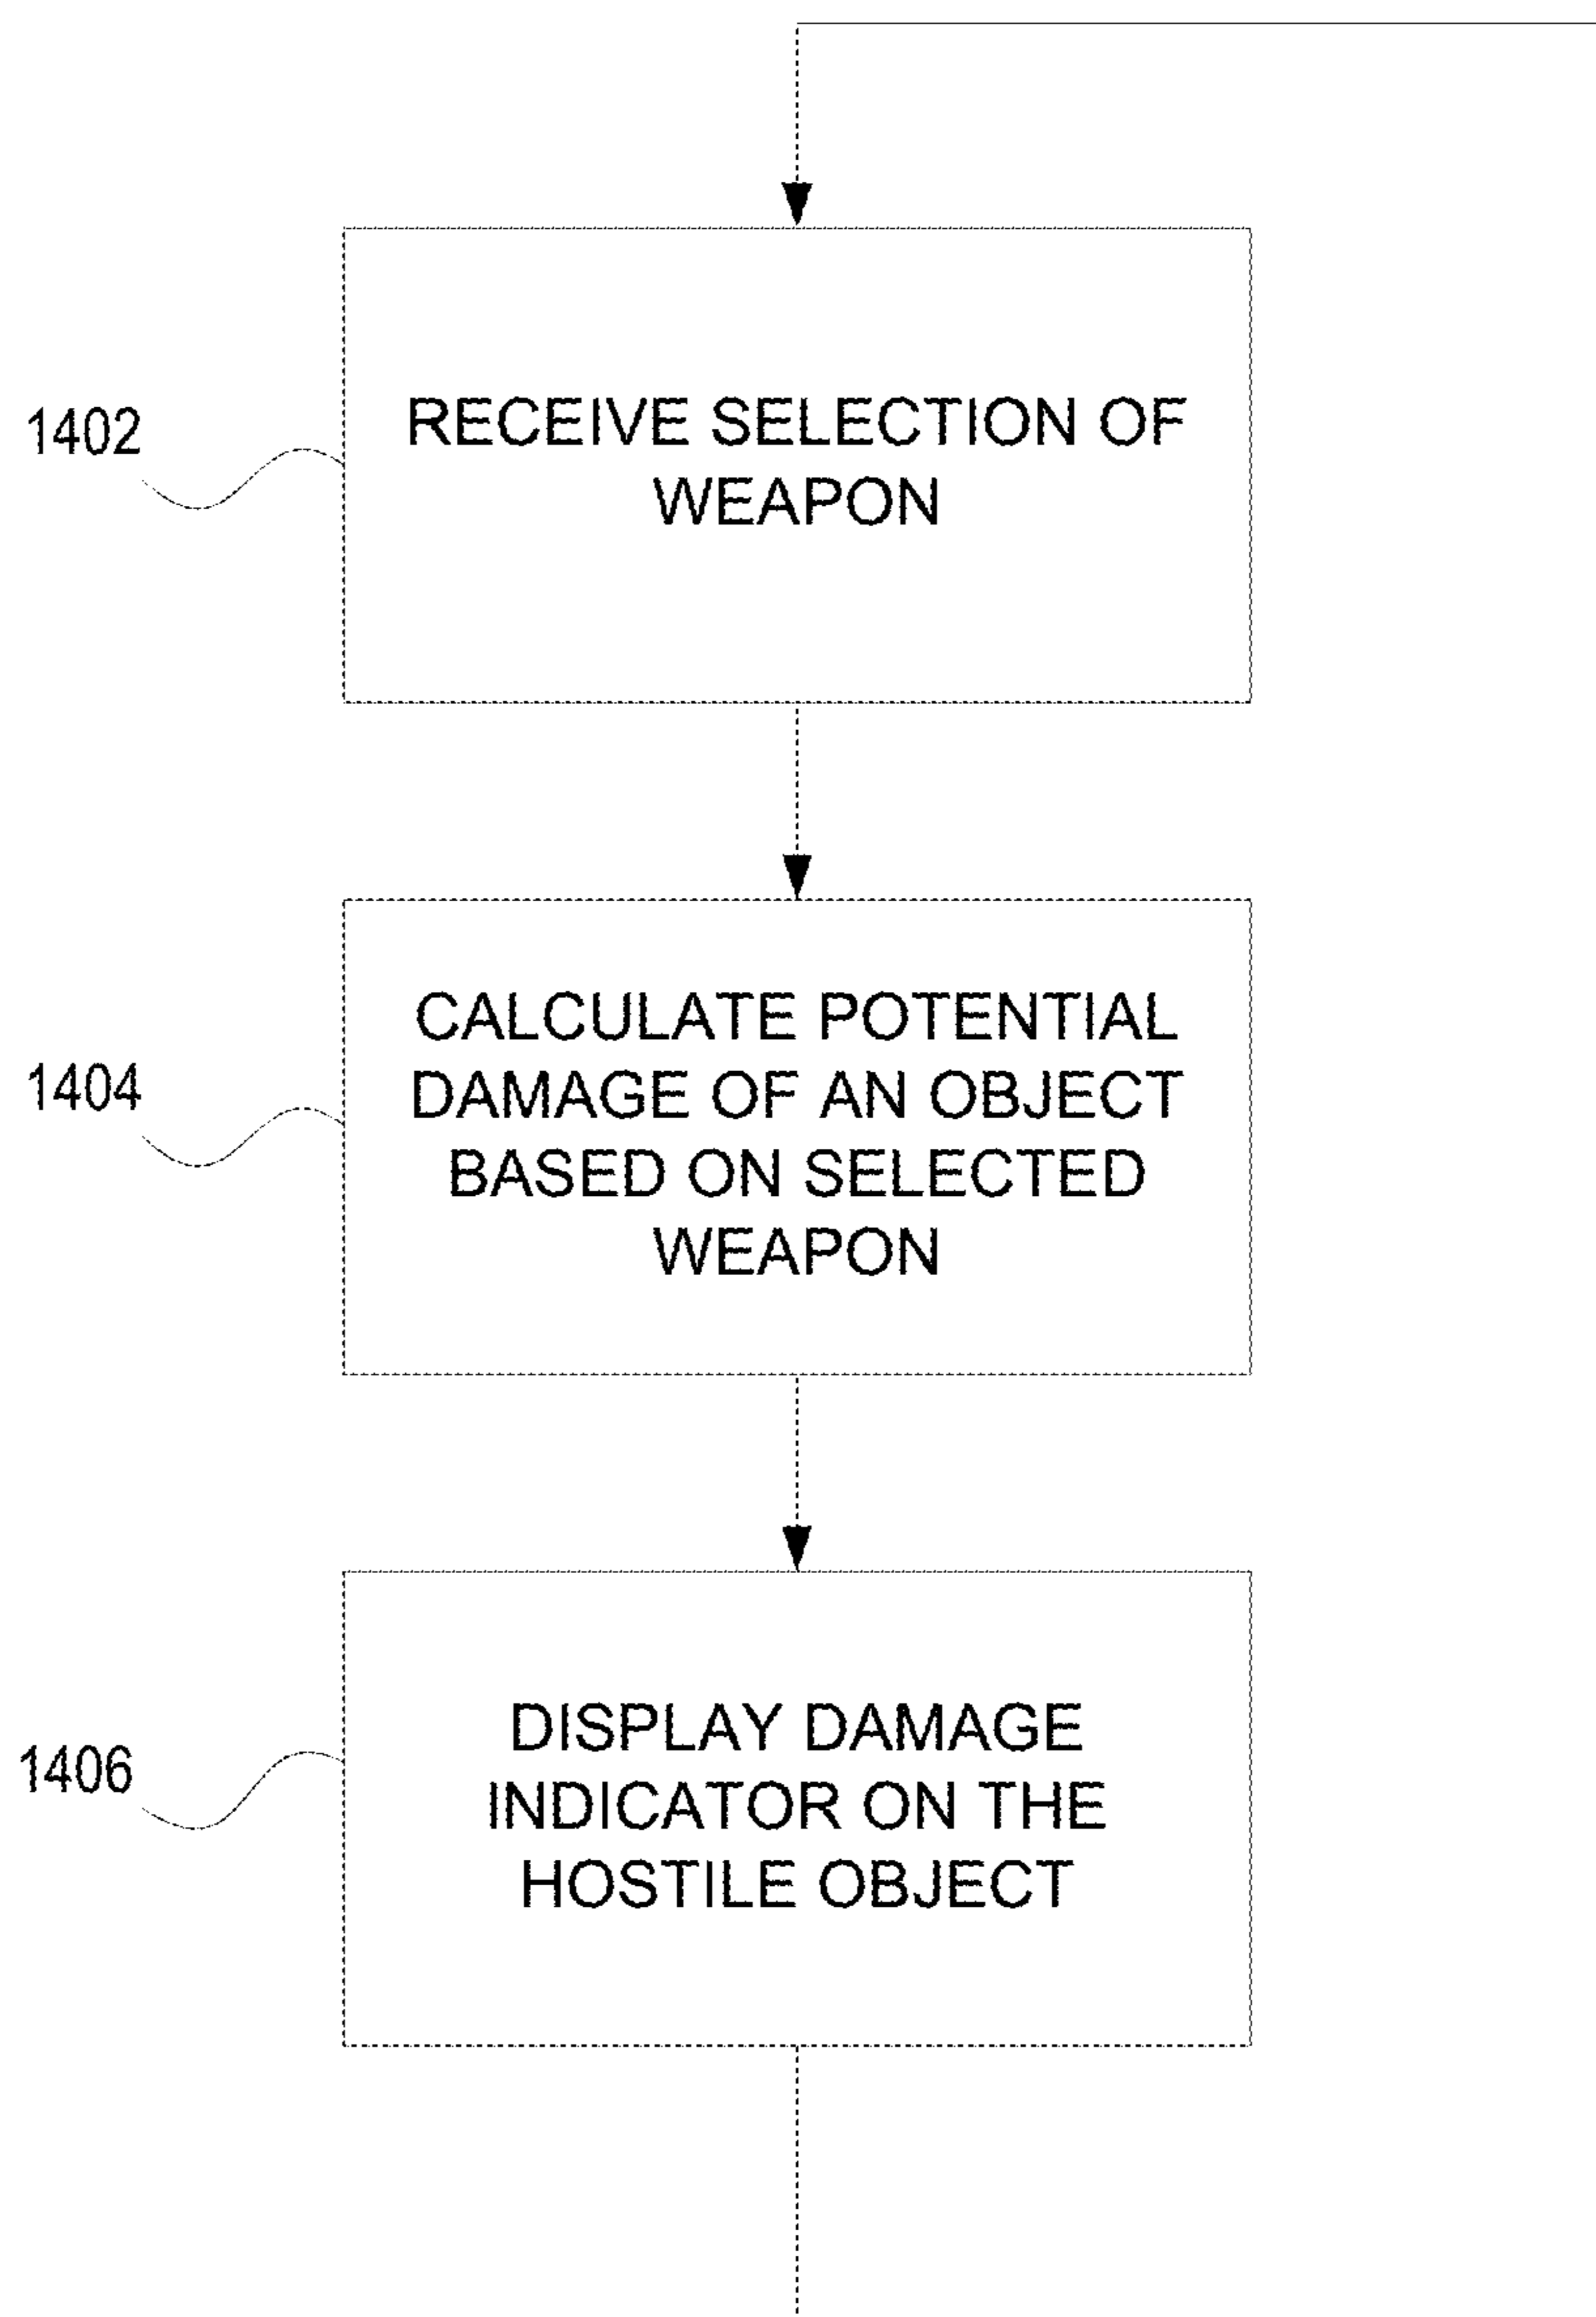 1402
RECEIVE SELECTION OF
WEAPON
1404
CALCULATE POTENTIAL
DAMAGE OF AN OBJECT
BASED ON SELECTED
WEAPON
1406
DISPLAY DAMAGE
INDICATOR ON THE
HOSTILE OBJECT